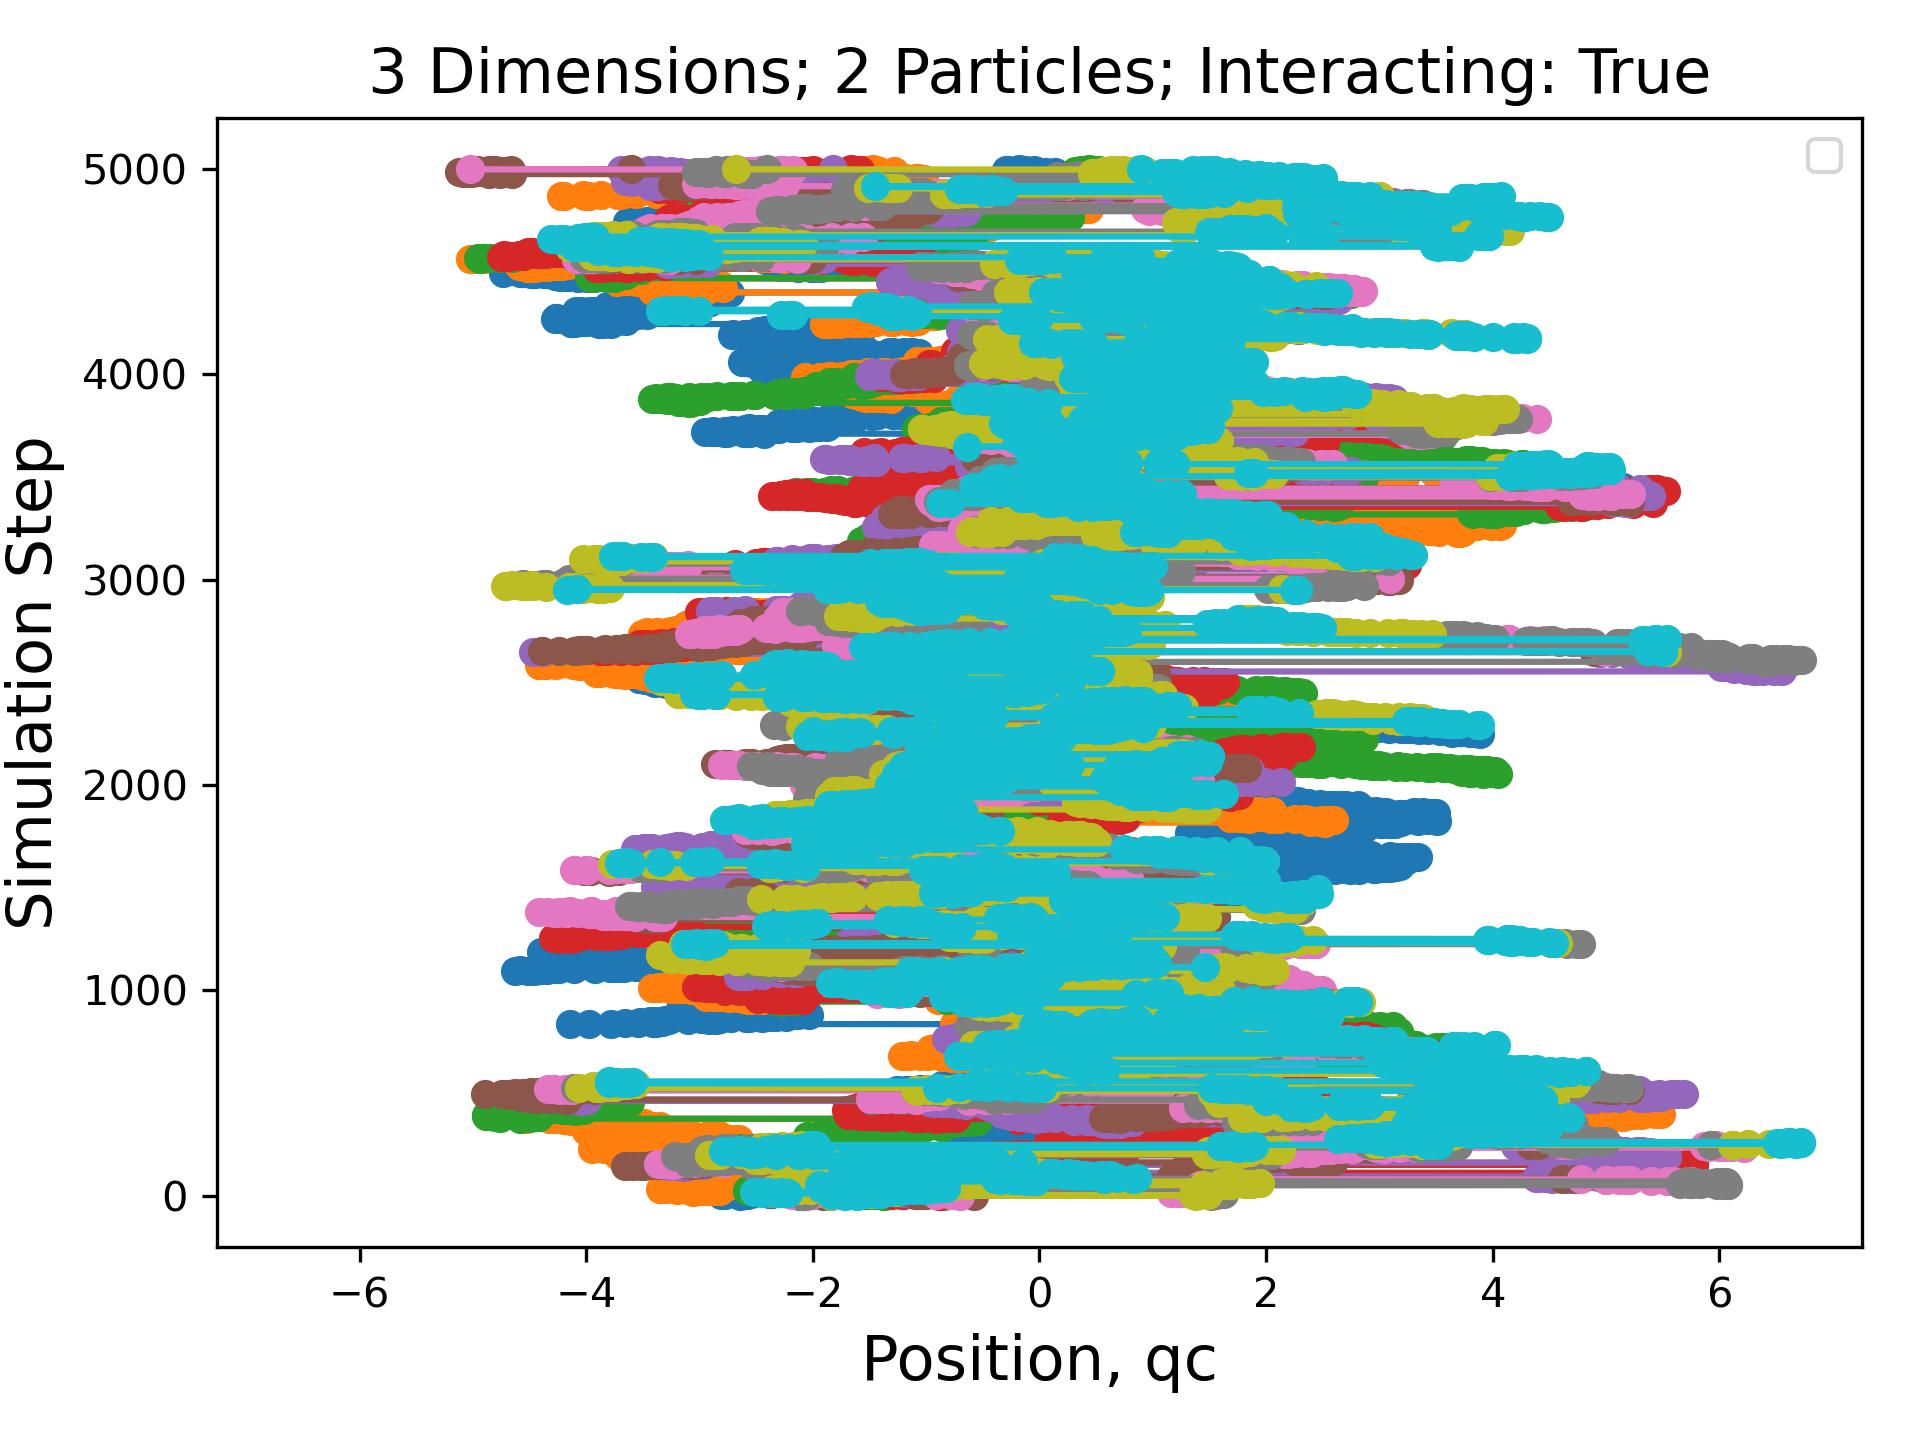 3 Dimensions; 2 Particles; Interacting: True
Simulation Step
5000
4000
3000
2000
1000
0
−6 −4 −2 0 2 4 6
Position, qc